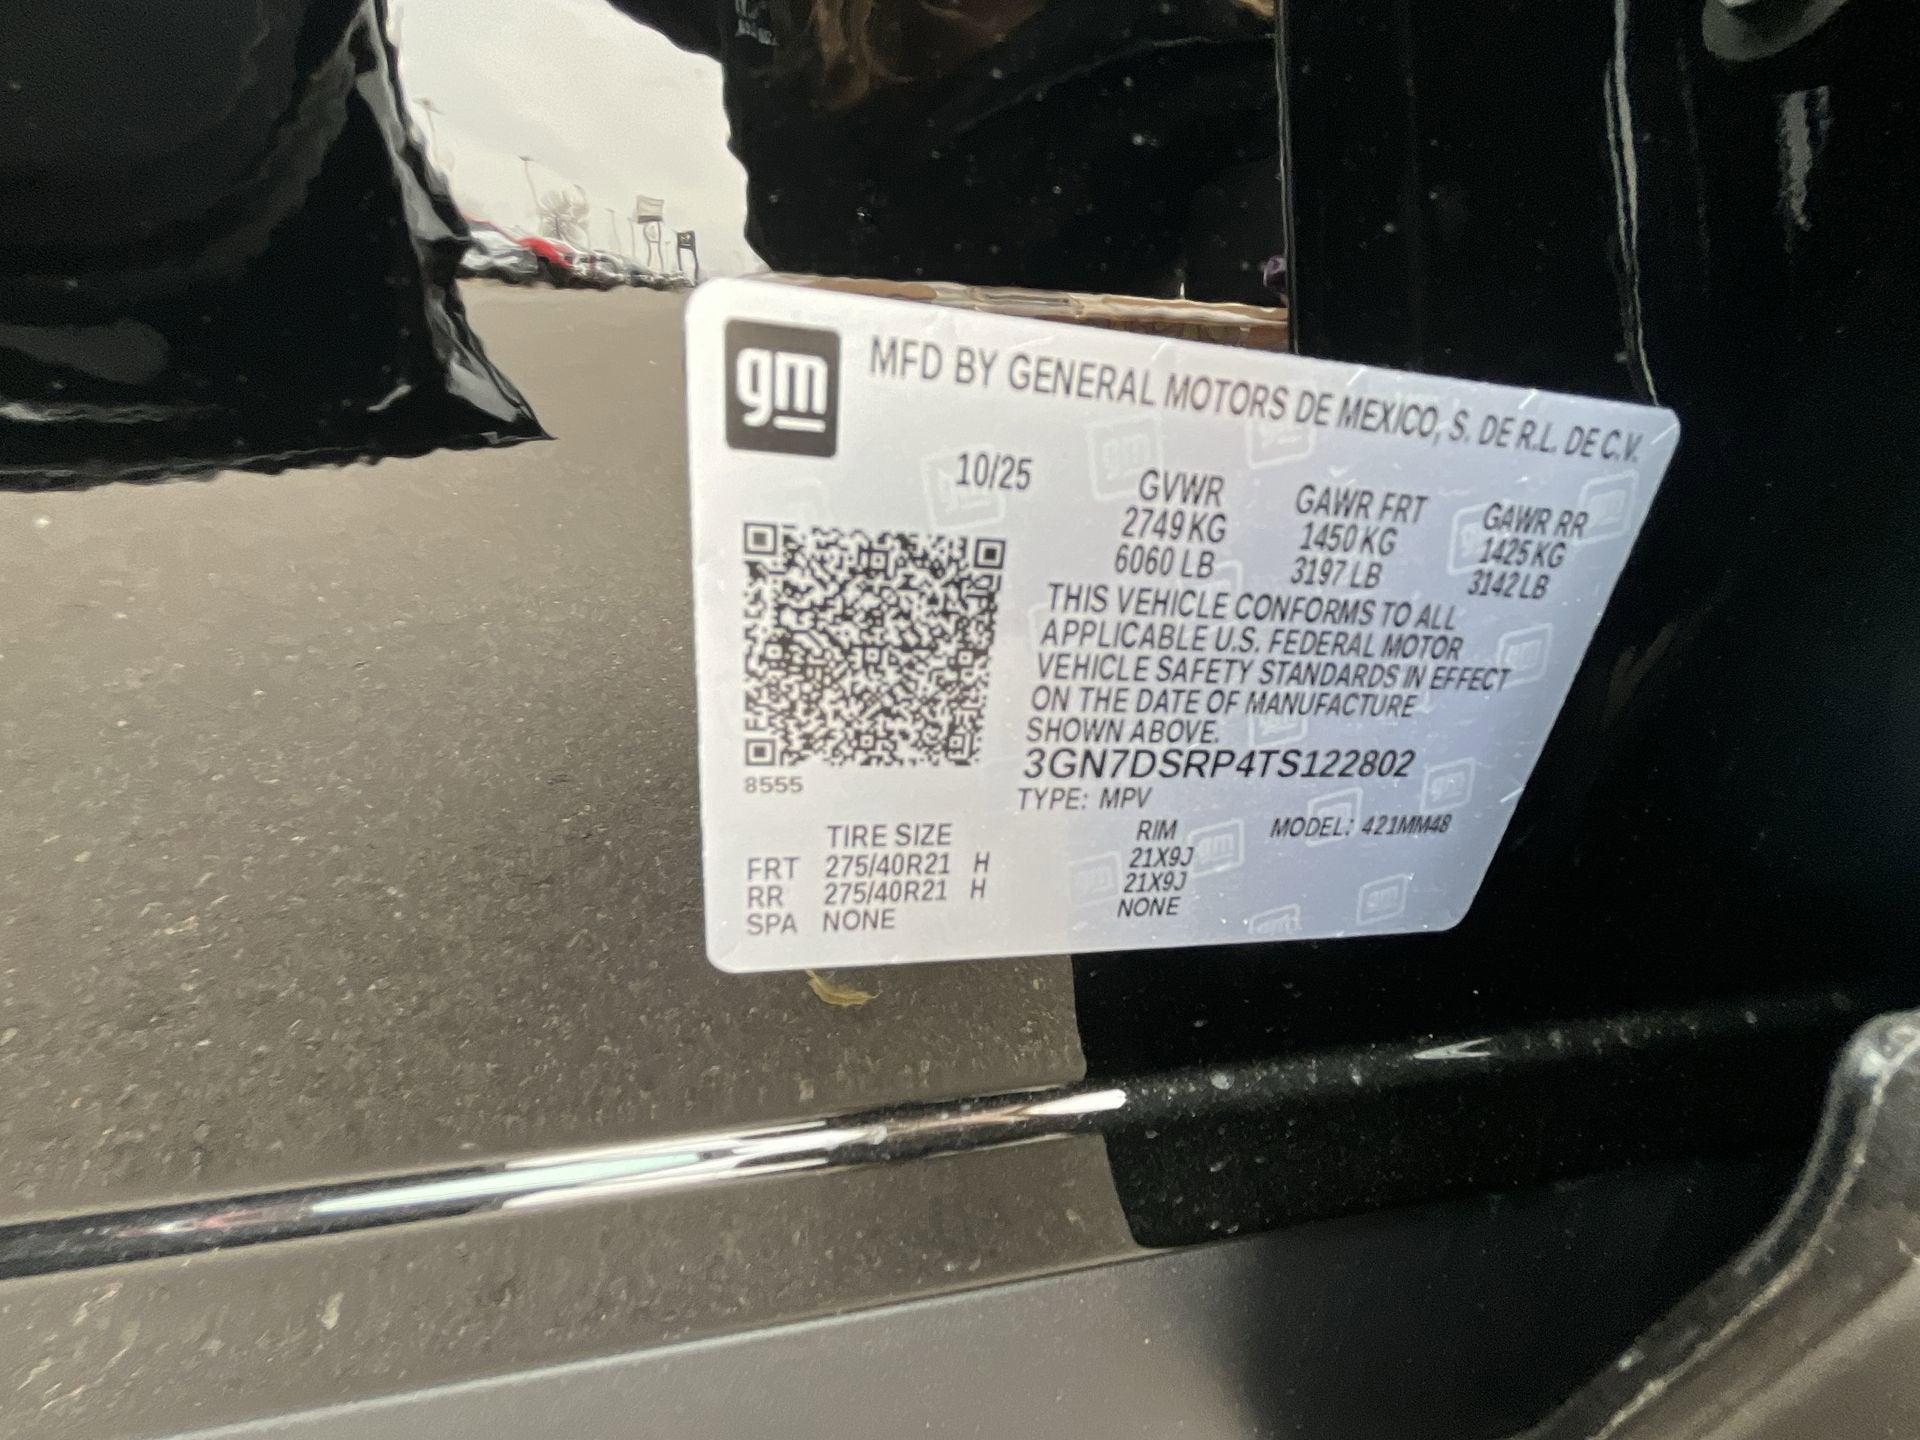 gm
MFD BY GENERAL MOTORS DE MEXICO, S. DE R.L. DE C.V.
10/25 GVWR GAWR FRT GAWR RR
2749 KG 1450 KG 1425 KG
6060 LB 3197 LB 3142 LB
THIS VEHICLE CONFORMS TO ALL
APPLICABLE U.S. FEDERAL MOTOR
VEHICLE SAFETY STANDARDS IN EFFECT
ON THE DATE OF MANUFACTURE
SHOWN ABOVE.
3GN7DSRP4TS122802
8555
TYPE: MPV
TIRE SIZE RIM MODEL: 421MM48
FRT 275/40R21 H 21X9J
RR 275/40R21 H 21X9J
SPA NONE NONE